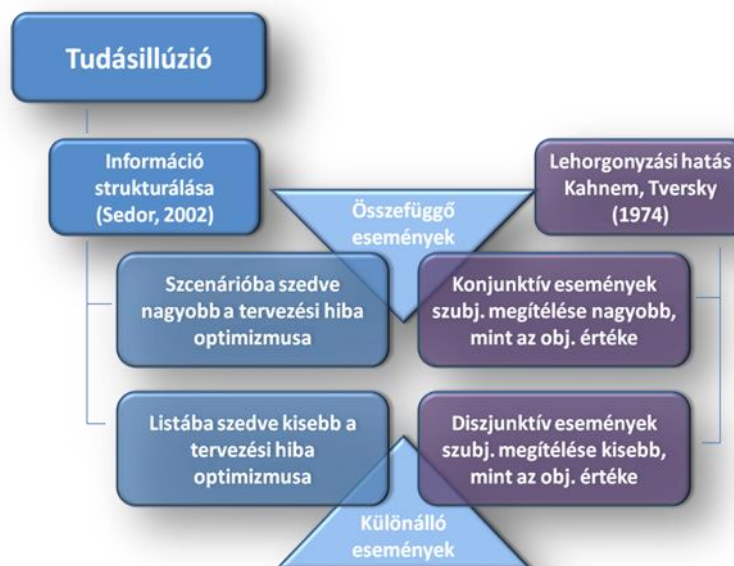 Tudásillúzió
Információ
strukturálása
(Sedor, 2002)
Lehorgonyzási hatás
Kahnem, Tversky
(1974)
Összefüggő
események
Szcenárióba szedve
nagyobb a tervezési hiba
optimizmusa
Konjunktív események
szubj. megítélése nagyobb,
mint az obj. értéke
Listába szedve kisebb a
tervezési hiba
optimizmusa
Diszjunktív események
szubj. megítélése kisebb,
mint az obj. értéke
Különálló
események